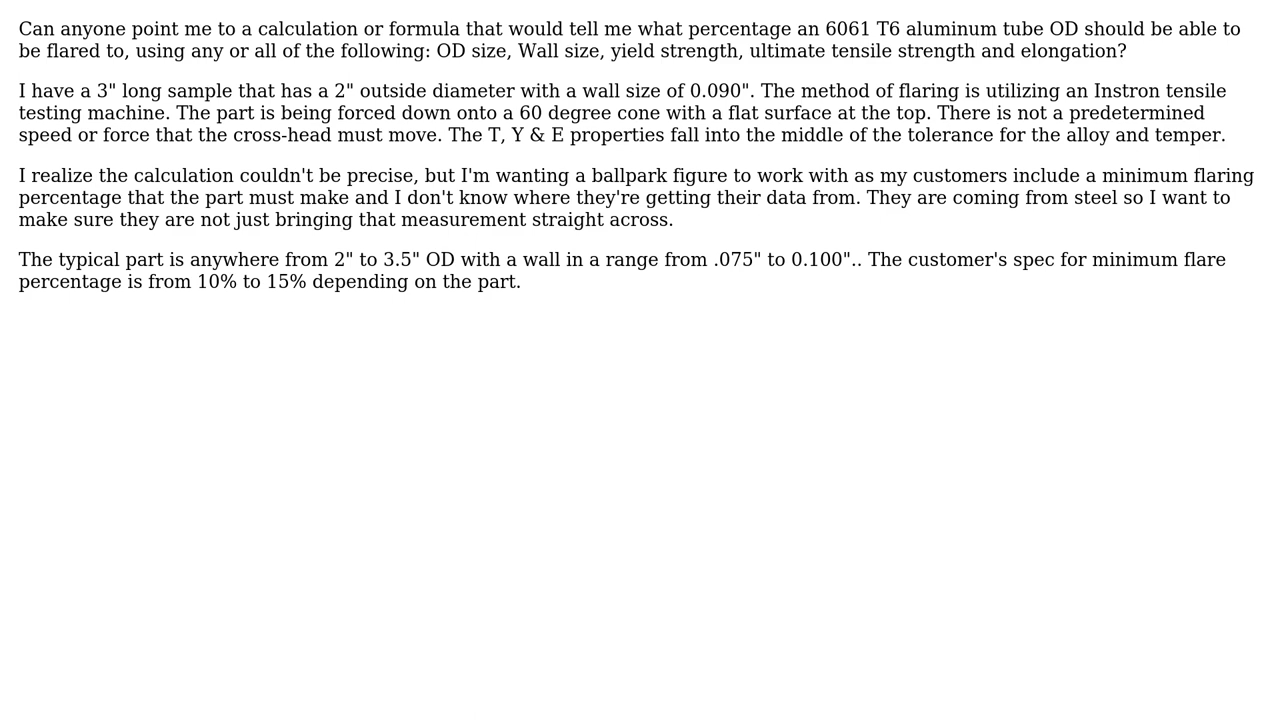 Can anyone point me to a calculation or formula that would tell me what percentage an 6061 T6 aluminum tube OD should be able to
be flared to, using any or all of the following: OD size, Wall size, yield strength, ultimate tensile strength and elongation?
I have a 3" long sample that has a 2" outside diameter with a wall size of 0.090". The method of flaring is utilizing an Instron tensile
testing machine. The part is being forced down onto a 60 degree cone with a flat surface at the top. There is not a predetermined
speed or force that the cross-head must move. The T, Y & E properties fall into the middle of the tolerance for the alloy and temper.
I realize the calculation couldn't be precise, but I'm wanting a ballpark figure to work with as my customers include a minimum flaring
percentage that the part must make and I don't know where they're getting their data from. They are coming from steel so I want to
make sure they are not just bringing that measurement straight across.
The typical part is anywhere from 2" to 3.5" OD with a wall in a range from .075" to 0.100".. The customer's spec for minimum flare
percentage is from 10% to 15% depending on the part.